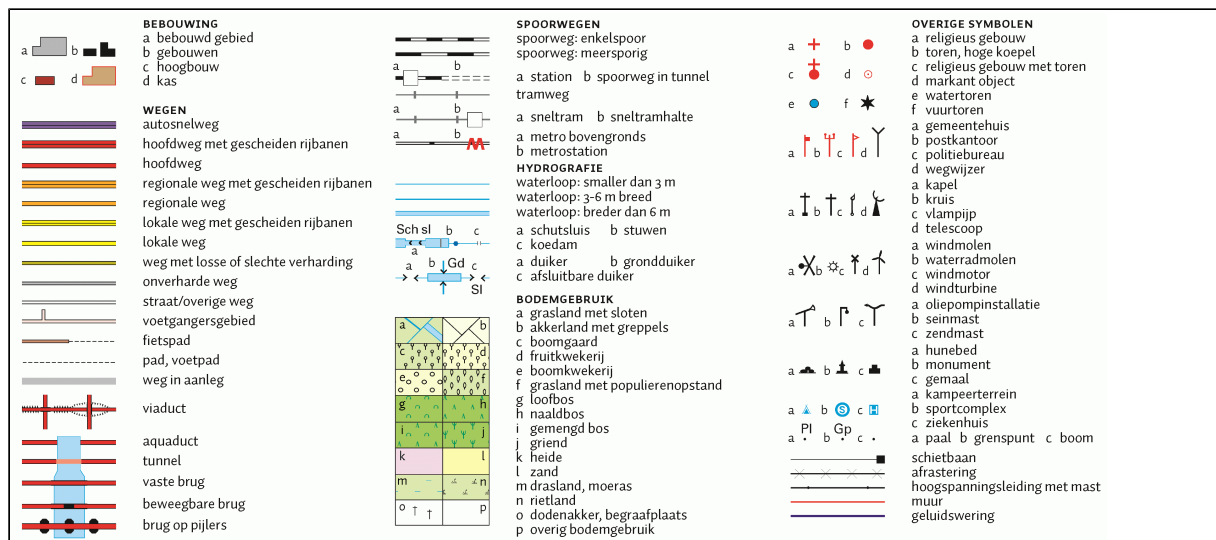 BEBOUWING
a bebouwd gebied
a b b gebouwen
c hoogbouw
c d d kas
WEGEN
autosnelweg
hoofdweg met gescheiden rijbanen
hoofdweg
regionale weg met gescheiden rijbanen
regionale weg
lokale weg met gescheiden rijbanen
lokale weg
weg met losse of slechte verharding
onverharde weg
straat/overige weg
voetgangersgebied
fietspad
pad, voetpad
weg in aanleg
viaduct
aquaduct
tunnel
vaste brug
beweegbare brug
brug op pijlers
SPOORWEGEN
spoorweg: enkelspoor
spoorweg: meersporig
a b
a station b spoorweg in tunnel
tramweg
a b
a sneltram b sneltramhalte
a b
a metro bovengronds
b metrostation
HYDROGRAFIE
waterloop: smaller dan 3 m
waterloop: 3-6 m breed
waterloop: breder dan 6 m
Sch sl b c
a
a schutsluis b stuwen
c koedam
a b Gd c
Sl
a duiker b grondduiker
c afsluitbare duiker
BODEMGEBRUIK
a b
c d
e f
g h
i j
k l
m n
o p
a grasland met sloten
b akkerland met greppels
c boomgaard
d fruitkwekerij
e boomkwekerij
f grasland met populierenopstand
g loofbos
h naaldbos
i gemengd bos
j griend
k heide
l zand
m drasland, moeras
n rietland
o dodenakker, begraafplaats
p overig bodemgebruik
OVERIGE SYMBOLEN
a b
c d
e f
a religieus gebouw
b toren, hoge koepel
c religieus gebouw met toren
d markant object
e watertoren
f vuurtoren
a b c d
a gemeentehuis
b postkantoor
c politiebureau
d wegwijzer
a b c d
a kapel
b kruis
c vlampijp
d telescoop
a b c d
a windmolen
b waterradmolen
c windmotor
d windturbine
a b c
a oliepompinstallatie
b seinmast
c zendmast
a b c
a hunebed
b monument
c gemaal
a b S c H
a kampeerterrein
b sportcomplex
c ziekenhuis
Pl Gp
a b c
a paal b grenspunt c boom
schietbaan
afrastering
hoogspanningsleiding met mast
muur
geluidswering